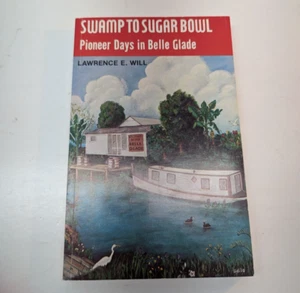 SWAMP TO SUGAR BOWL
Pioneer Days in Belle Glade
LAWRENCE E. WILL